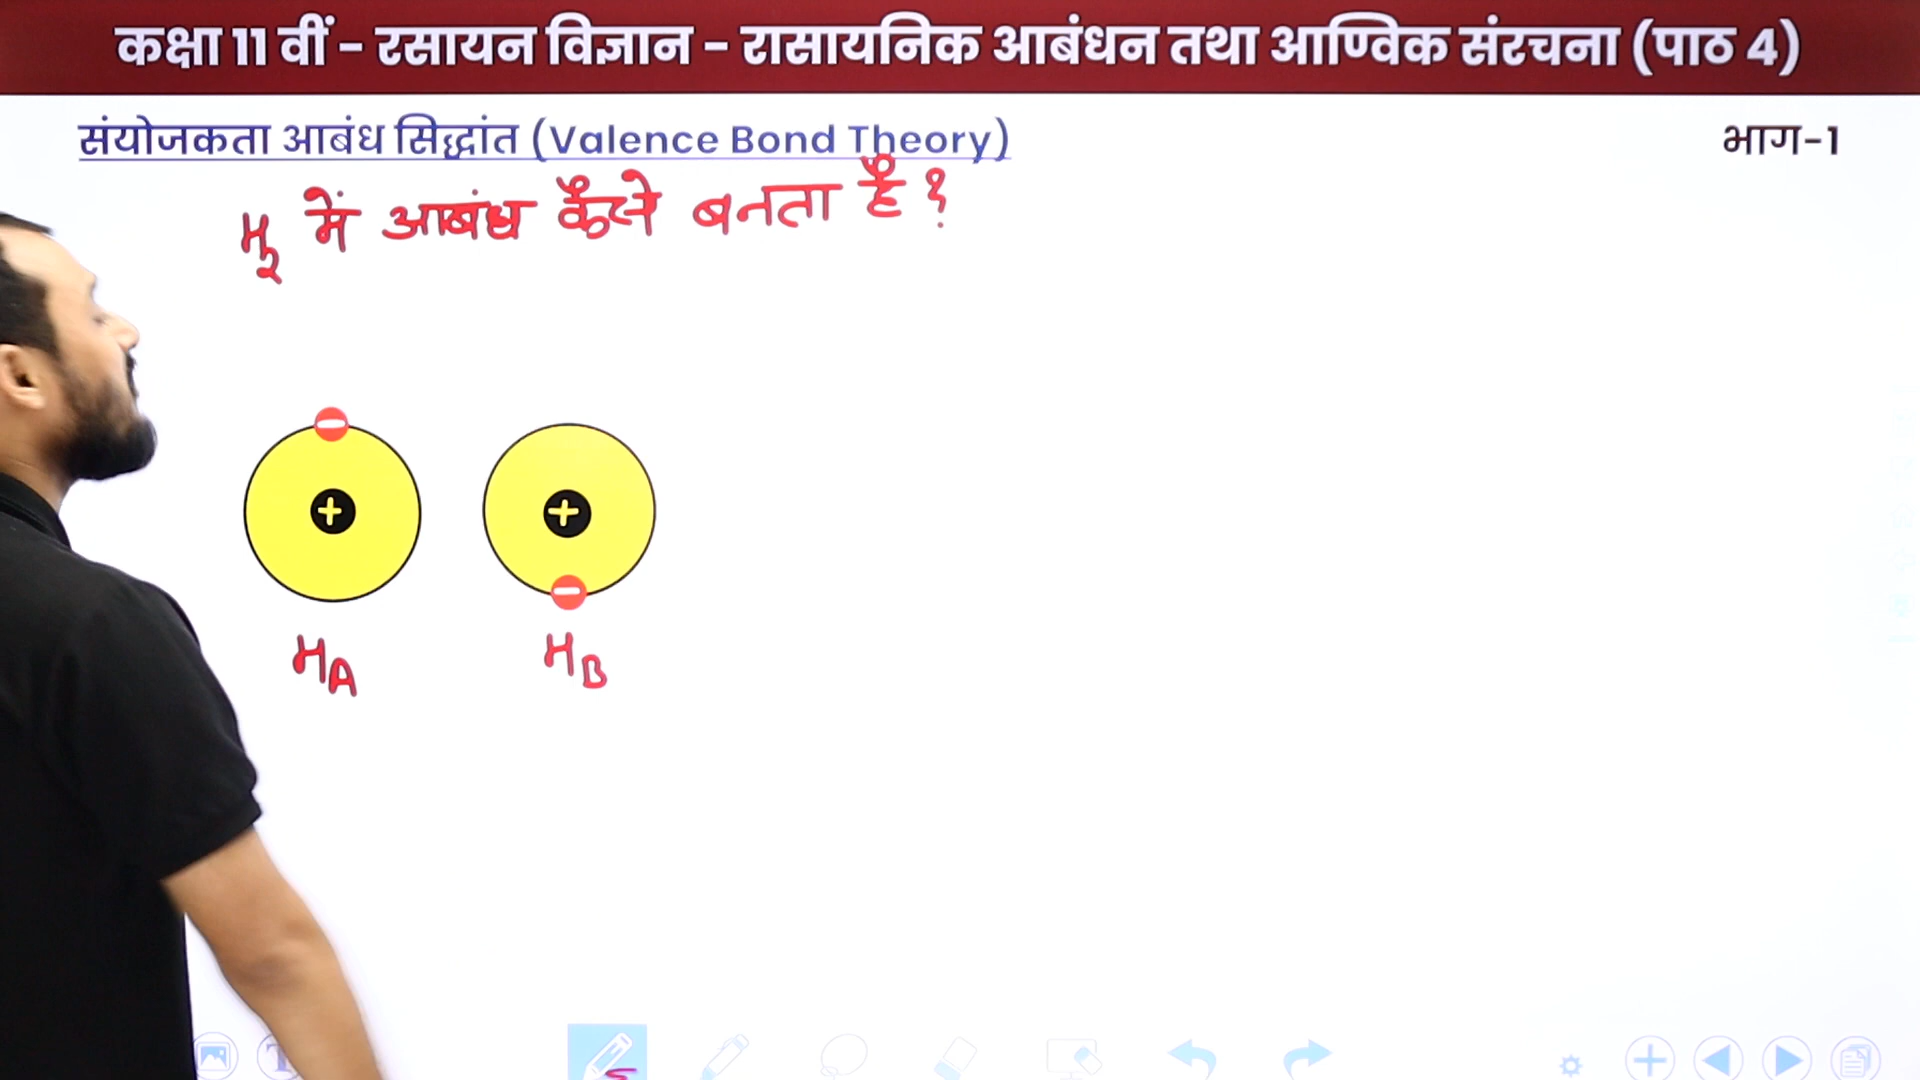 कक्षा 11 वीं - रसायन विज्ञान - रासायनिक आबंधन तथा आण्विक संरचना (पाठ 4)
संयोजकता आबंध सिद्धांत (Valence Bond Theory)
भाग-1
H2 में आबंध कैसे बनता है ?
+ +
HA HB